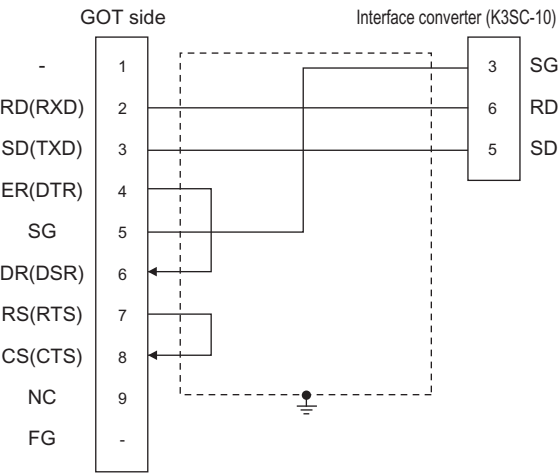 GOT side
Interface converter (K3SC-10)
- 1 3 SG
RD(RXD) 2 6 RD
SD(TXD) 3 5 SD
ER(DTR) 4
SG 5
DR(DSR) 6
RS(RTS) 7
CS(CTS) 8
NC 9
FG -